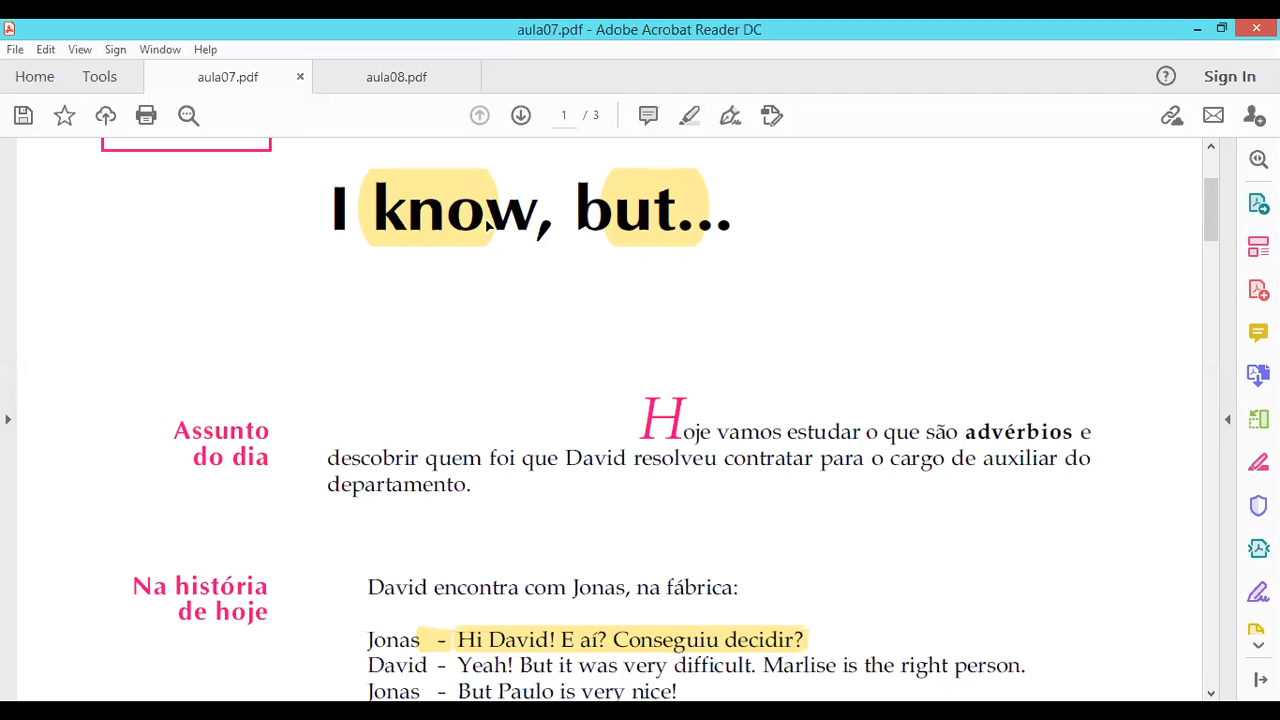 aula07.pdf - Adobe Acrobat Reader DC
File Edit View Sign Window Help
Home Tools aula07.pdf aula08.pdf Sign In
1 / 3
I know, but...
Assunto
do dia
Hoje vamos estudar o que são advérbios e
descobrir quem foi que David resolveu contratar para o cargo de auxiliar do
departamento.
Na história
de hoje
David encontra com Jonas, na fábrica:
Jonas - Hi David! E aí? Conseguiu decidir?
David - Yeah! But it was very difficult. Marlise is the right person.
Jonas - But Paulo is very nice!